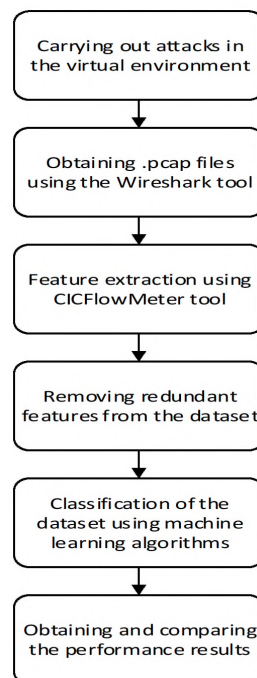 Carrying out attacks in
the virtual environment
Obtaining .pcap files
using the Wireshark tool
Feature extraction using
CICFlowMeter tool
Removing redundant
features from the dataset
Classification of the
dataset using machine
learning algorithms
Obtaining and comparing
the performance results